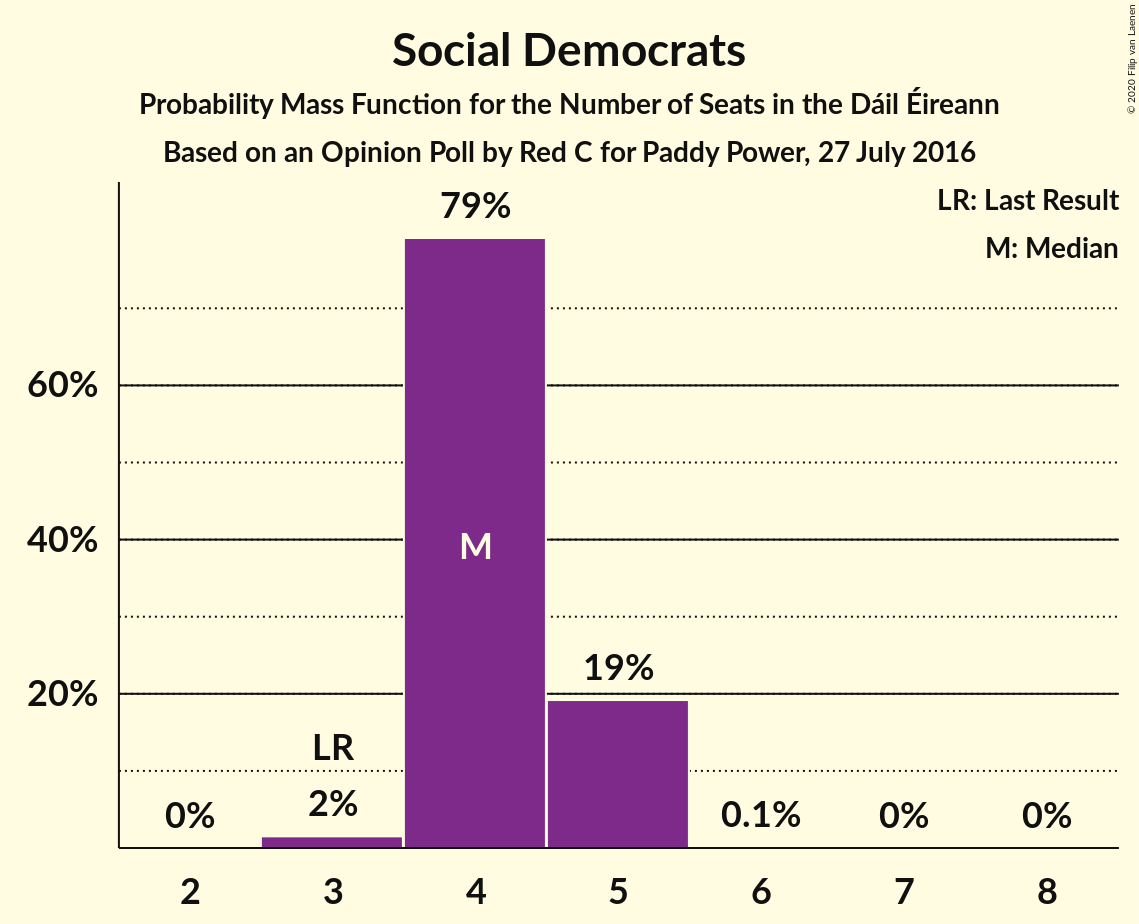 Social Democrats
Probability Mass Function for the Number of Seats in the Dáil Éireann
Based on an Opinion Poll by Red C for Paddy Power, 27 July 2016
© 2020 Filip van Laenen
LR: Last Result
M: Median
79%
60%
40%
M
19%
20%
LR
0%
2%
0.1%
0%
0%
2
3
4
5
6
7
8